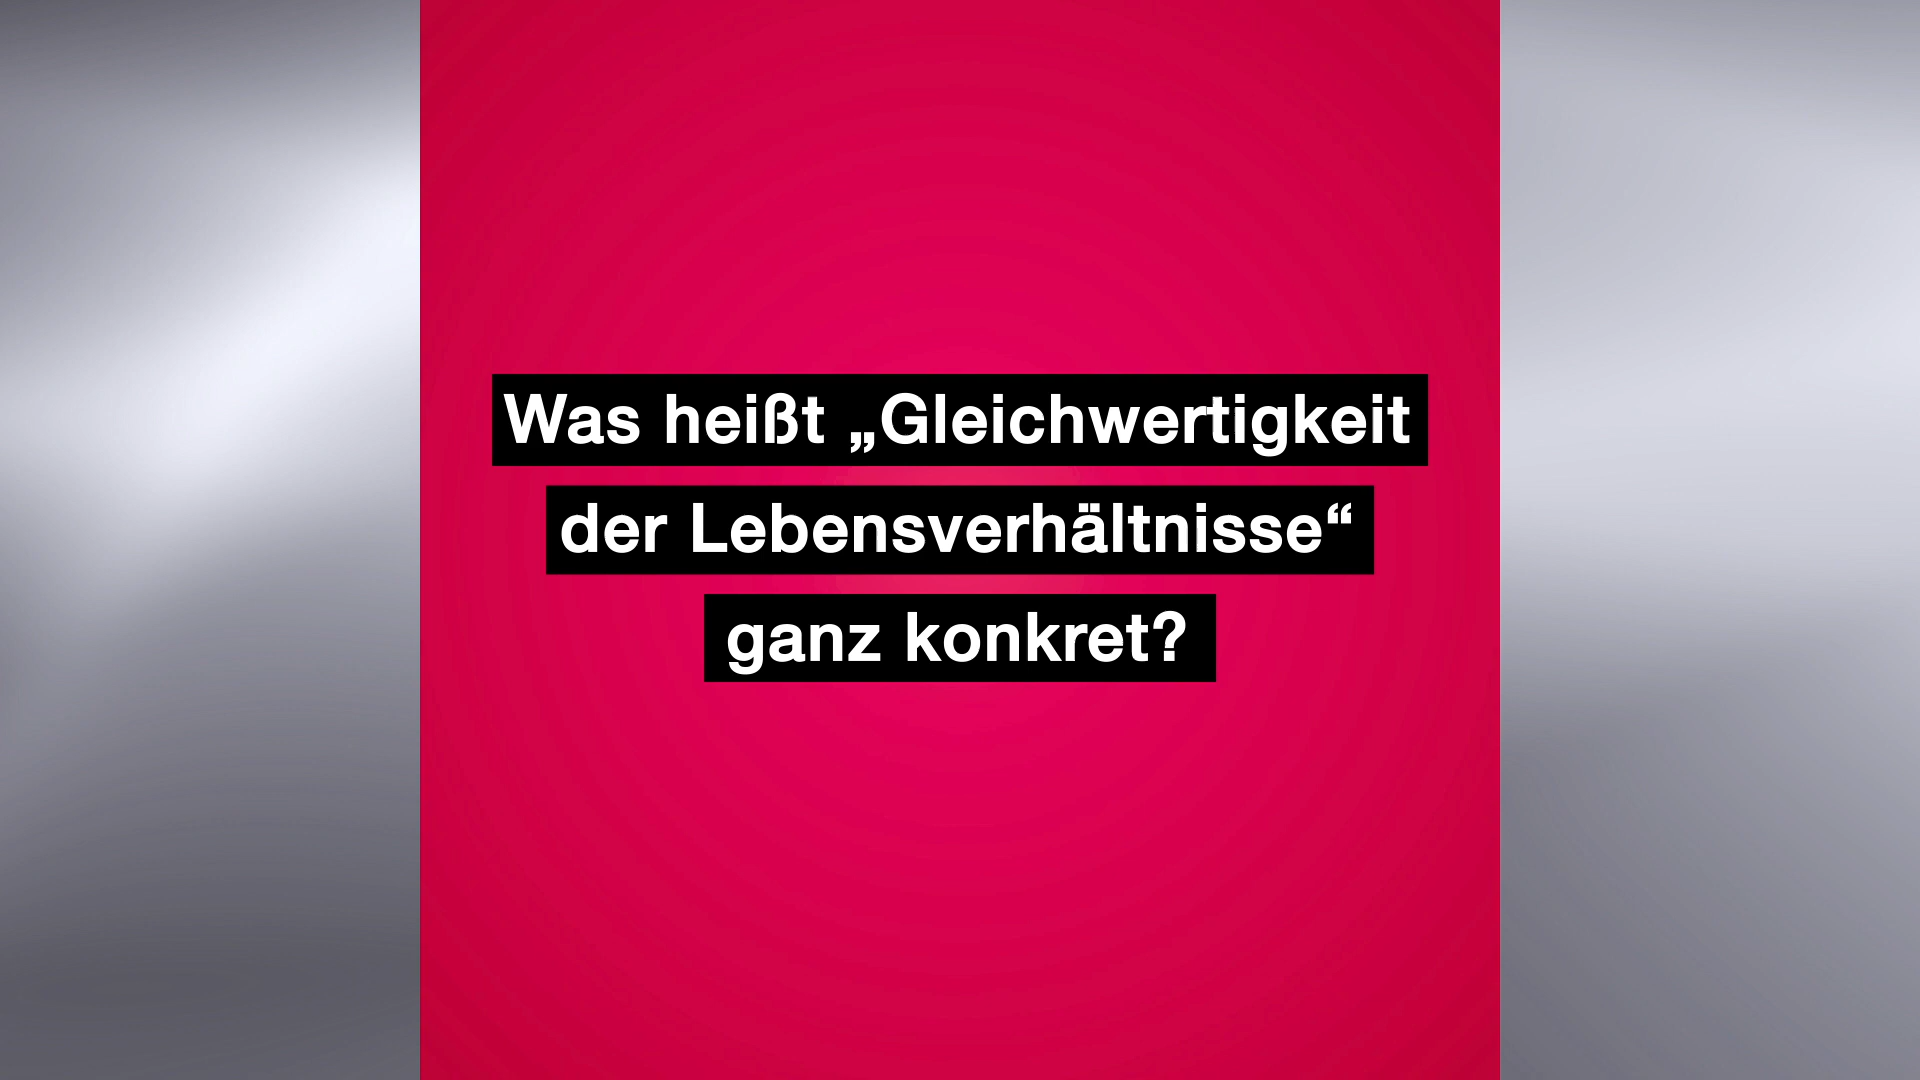 Was heißt „Gleichwertigkeit
der Lebensverhältnisse“
ganz konkret?